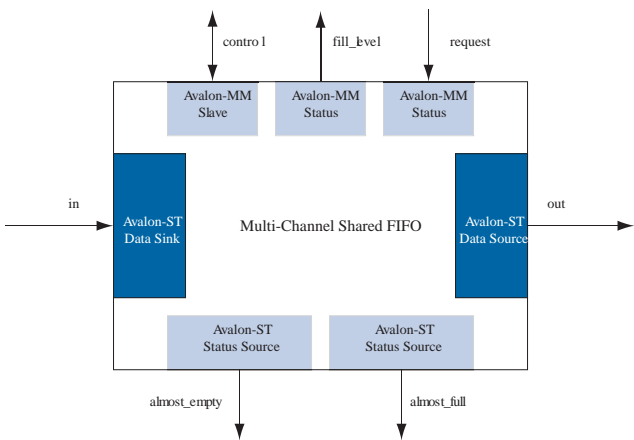 control
fill_level
request
Avalon-MM
Slave
Avalon-MM
Status
Avalon-MM
Status
in
Avalon-ST
Data Sink
Multi-Channel Shared FIFO
Avalon-ST
Data Source
out
Avalon-ST
Status Source
Avalon-ST
Status Source
almost_empty
almost_full